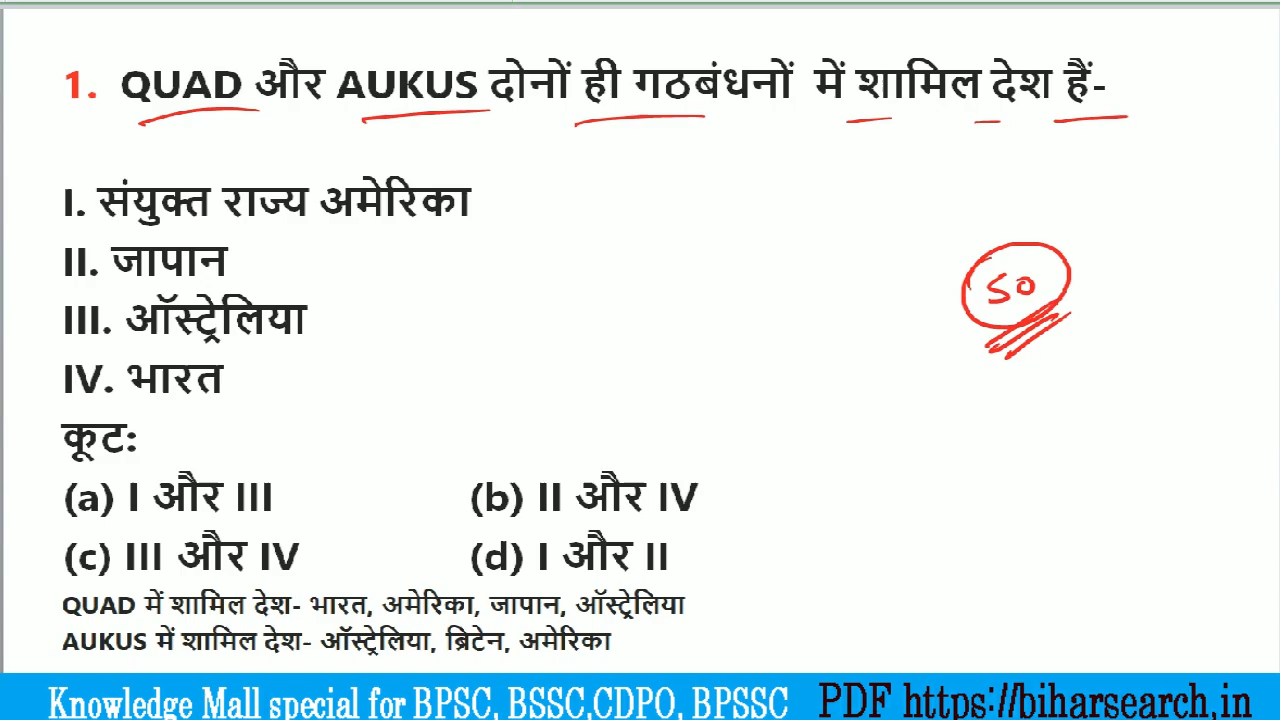 1. QUAD और AUKUS दोनों ही गठबंधनों में शामिल देश हैं-
I. संयुक्त राज्य अमेरिका
II. जापान
50
III. ऑस्ट्रेलिया
IV. भारत
कूटः
(a) I और III (b) II और IV
(c) III और IV (d) I और II
QUAD में शामिल देश- भारत, अमेरिका, जापान, ऑस्ट्रेलिया
AUKUS में शामिल देश- ऑस्ट्रेलिया, ब्रिटेन, अमेरिका
Knowledge Mall special for BPSC, BSSC,CDPO, BPSSC PDF https://biharsearch.in